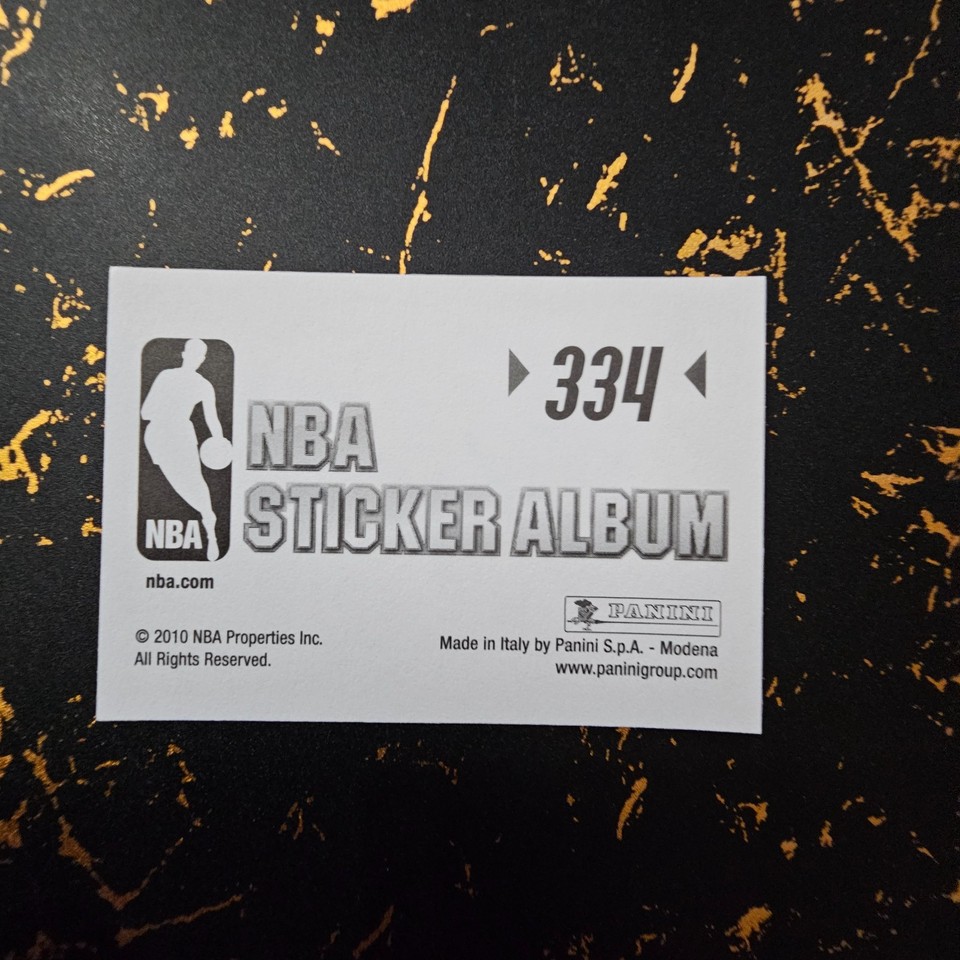 334
NBA
STICKER ALBUM
NBA
nba.com
PANINI
© 2010 NBA Properties Inc.
All Rights Reserved.
Made in Italy by Panini S.p.A. - Modena
www.paninigroup.com